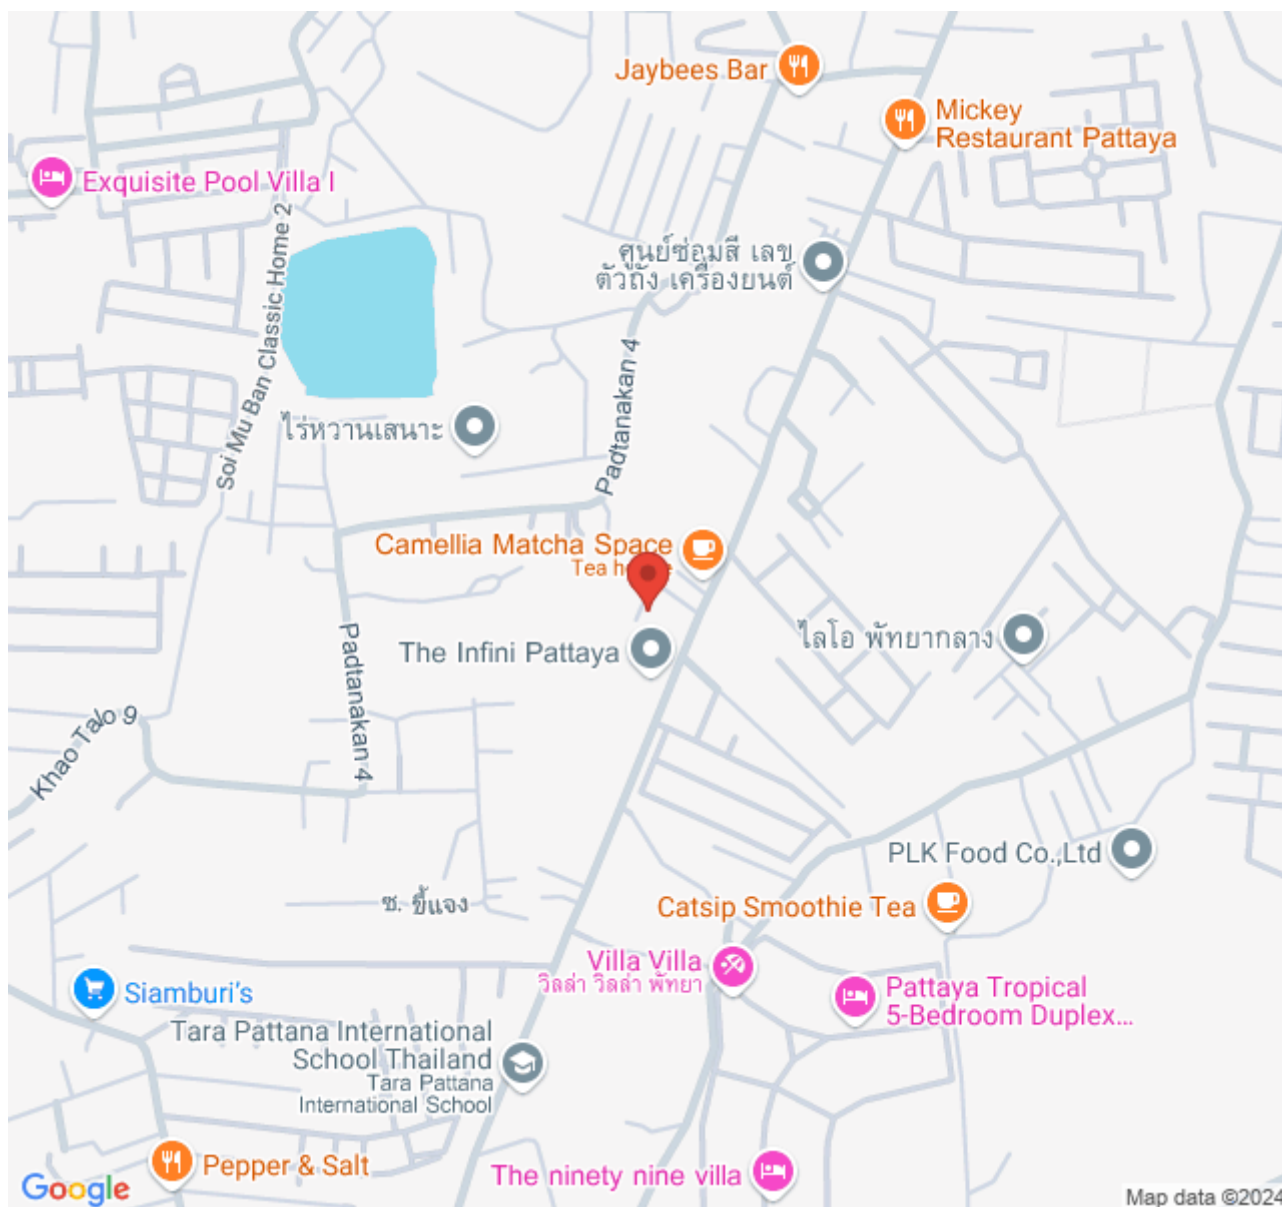 Jaybees Bar
Mickey
Restaurant Pattaya
Exquisite Pool Villa I
Soi Mu Ban Classic Home 2
ศูนย์ซ่อมสี เลข
ตัวถัง เครื่องยนต์
Padtanakan 4
ไร่หวานเสนาะ
Camellia Matcha Space
Tea
The Infini Pattaya
ไลโอ พัทยากลาง
Padtanakan 4
Khao Talo 9
PLK Food Co.,Ltd
ซ. ขี้แจง
Catsip Smoothie Tea
Villa Villa
วิลล่า วิลล่า พัทยา
Siamburi's
Pattaya Tropical
5-Bedroom Duplex...
Tara Pattana International
School Thailand
Tara Pattana
International School
Pepper & Salt
The ninety nine villa
Google
Map data ©2024